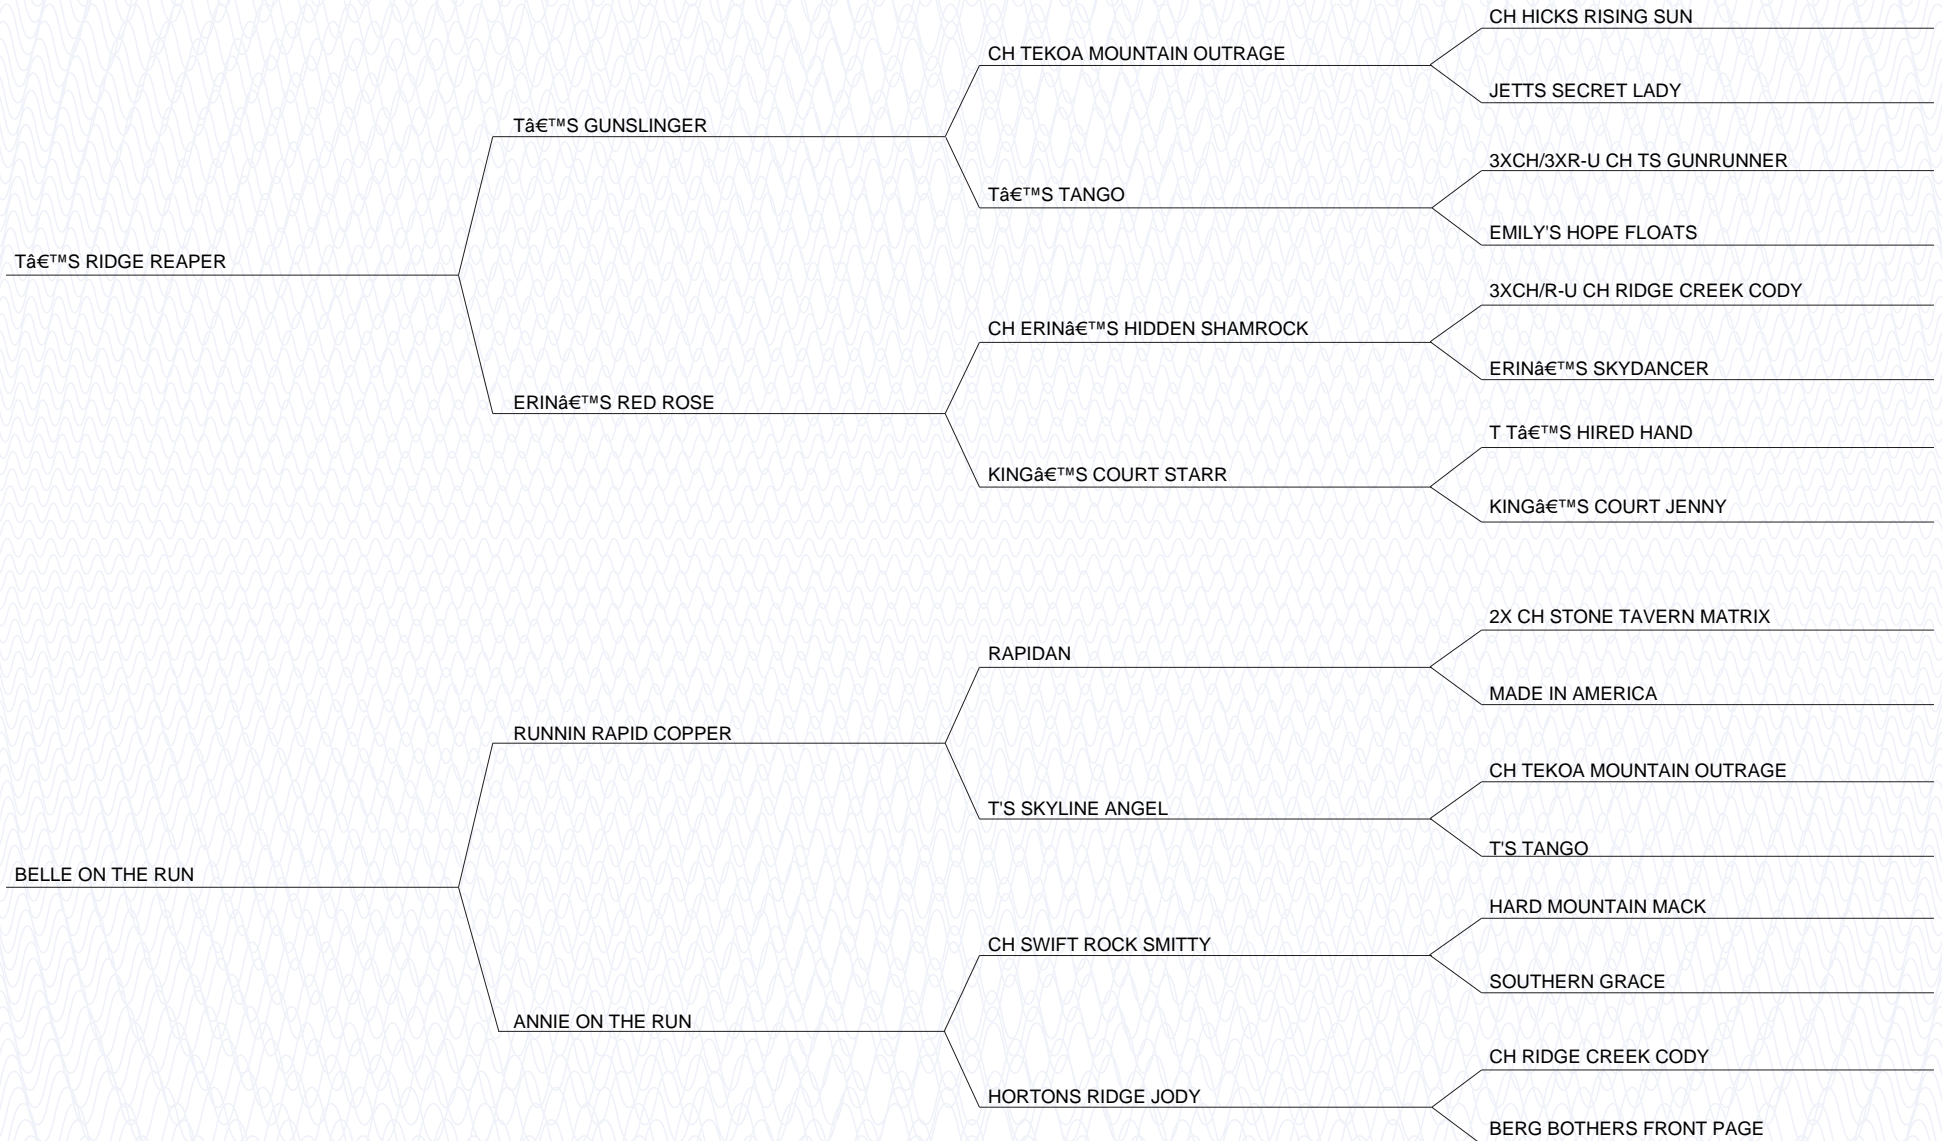 CH HICKS RISING SUN
CH TEKOA MOUNTAIN OUTRAGE
JETTS SECRET LADY
Tâ€™S GUNSLINGER
3XCH/3XR-U CH TS GUNRUNNER
Tâ€™S TANGO
EMILY'S HOPE FLOATS
Tâ€™S RIDGE REAPER
3XCH/R-U CH RIDGE CREEK CODY
CH ERINâ€™S HIDDEN SHAMROCK
ERINâ€™S SKYDANCER
ERINâ€™S RED ROSE
T Tâ€™S HIRED HAND
KINGâ€™S COURT STARR
KINGâ€™S COURT JENNY
2X CH STONE TAVERN MATRIX
RAPIDAN
MADE IN AMERICA
RUNNIN RAPID COPPER
CH TEKOA MOUNTAIN OUTRAGE
T'S SKYLINE ANGEL
T'S TANGO
BELLE ON THE RUN
HARD MOUNTAIN MACK
CH SWIFT ROCK SMITTY
SOUTHERN GRACE
ANNIE ON THE RUN
CH RIDGE CREEK CODY
HORTONS RIDGE JODY
BERG BOTHERS FRONT PAGE